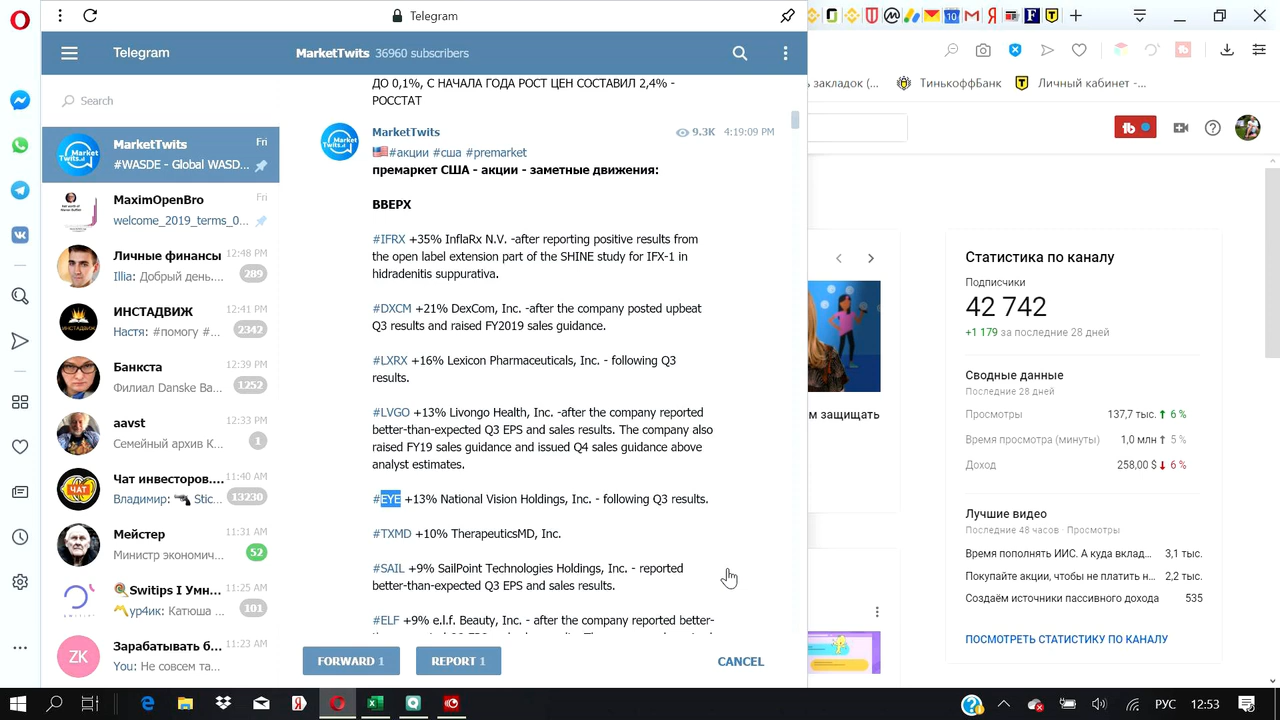 Telegram
Telegram
MarketTwits 36960 subscribers
Search
MarketTwits Fri
#WASDE - Global WASD...
MaximOpenBro Fri
welcome_2019_terms_0...
Личные финансы 12:48 PM
Illia: Добрый день.... 289
ИНСТАДВИЖ 12:41 PM
Настя: #помогу #... 2342
Банкста 12:39 PM
Филиал Danske Ba... 1252
aavst 12:33 PM
Семейный архив К... 1
Чат инвесторов.... 11:40 AM
Владимир: Stic... 13230
Мейстер 11:31 AM
Министр экономич... 52
Switips I Умн... 11:25 AM
ур4ик: Катюша ... 101
Зарабатывать б... 11:23 AM
You: Не совсем та...
ZK
ИНСТАДВИЖ
ЧАТ
ДО 0,1%, С НАЧАЛА ГОДА РОСТ ЦЕН СОСТАВИЛ 2,4% -
РОССТАТ
MarketTwits 9.3K 4:19:09 PM
#акции #сша #premarket
премаркет США - акции - заметные движения:
ВВЕРХ
#IFRX +35% InflaRx N.V. -after reporting positive results from
the open label extension part of the SHINE study for IFX-1 in
hidradenitis suppurativa.
#DXCM +21% DexCom, Inc. -after the company posted upbeat
Q3 results and raised FY2019 sales guidance.
#LXRX +16% Lexicon Pharmaceuticals, Inc. - following Q3
results.
#LVGO +13% Livongo Health, Inc. -after the company reported
better-than-expected Q3 EPS and sales results. The company also
raised FY19 sales guidance and issued Q4 sales guidance above
analyst estimates.
#EYE +13% National Vision Holdings, Inc. - following Q3 results.
#TXMD +10% TherapeuticsMD, Inc.
#SAIL +9% SailPoint Technologies Holdings, Inc. - reported
better-than-expected Q3 EPS and sales results.
#ELF +9% e.l.f. Beauty, Inc. - after the company reported better-
FORWARD 1
REPORT 1
CANCEL
закладок (...
ТинькоффБанк
Личный кабинет -...
м защищать
Статистика по каналу
Подписчики
42 742
+1 179 за последние 28 дней
Сводные данные
Последние 28 дней
Просмотры 137,7 тыс. 6 %
Время просмотра (минуты) 1,0 млн 5 %
Доход 258,00 $ 6 %
Лучшие видео
Последние 48 часов · Просмотры
Время пополнять ИИС. А куда вклад... 3,1 тыс.
Покупайте акции, чтобы не платить н... 2,2 тыс.
Создаём источники пассивного дохода 535
ПОСМОТРЕТЬ СТАТИСТИКУ ПО КАНАЛУ
РУС
12:53